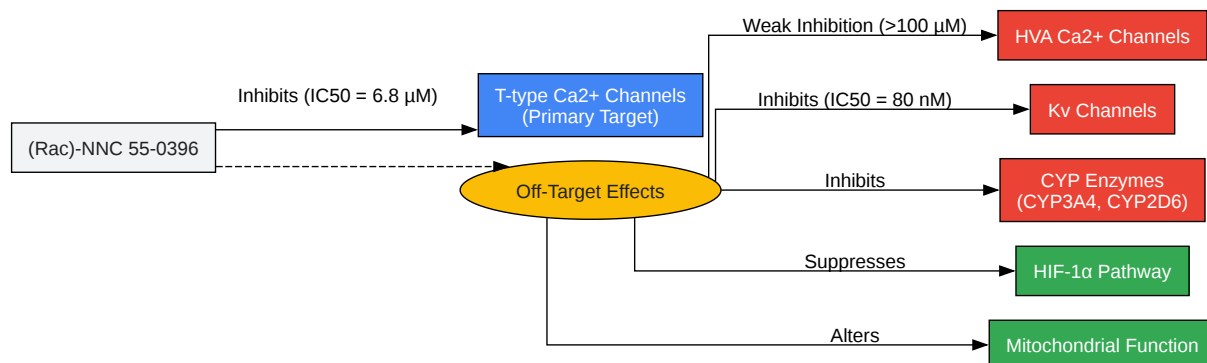 Weak Inhibition (>100 µM)
HVA Ca2+ Channels
Inhibits (IC50 = 6.8 µM)
T-type Ca2+ Channels
(Primary Target)
Inhibits (IC50 = 80 nM)
Kv Channels
(Rac)-NNC 55-0396
Off-Target Effects
Inhibits
CYP Enzymes
(CYP3A4, CYP2D6)
Suppresses
HIF-1α Pathway
Alters
Mitochondrial Function